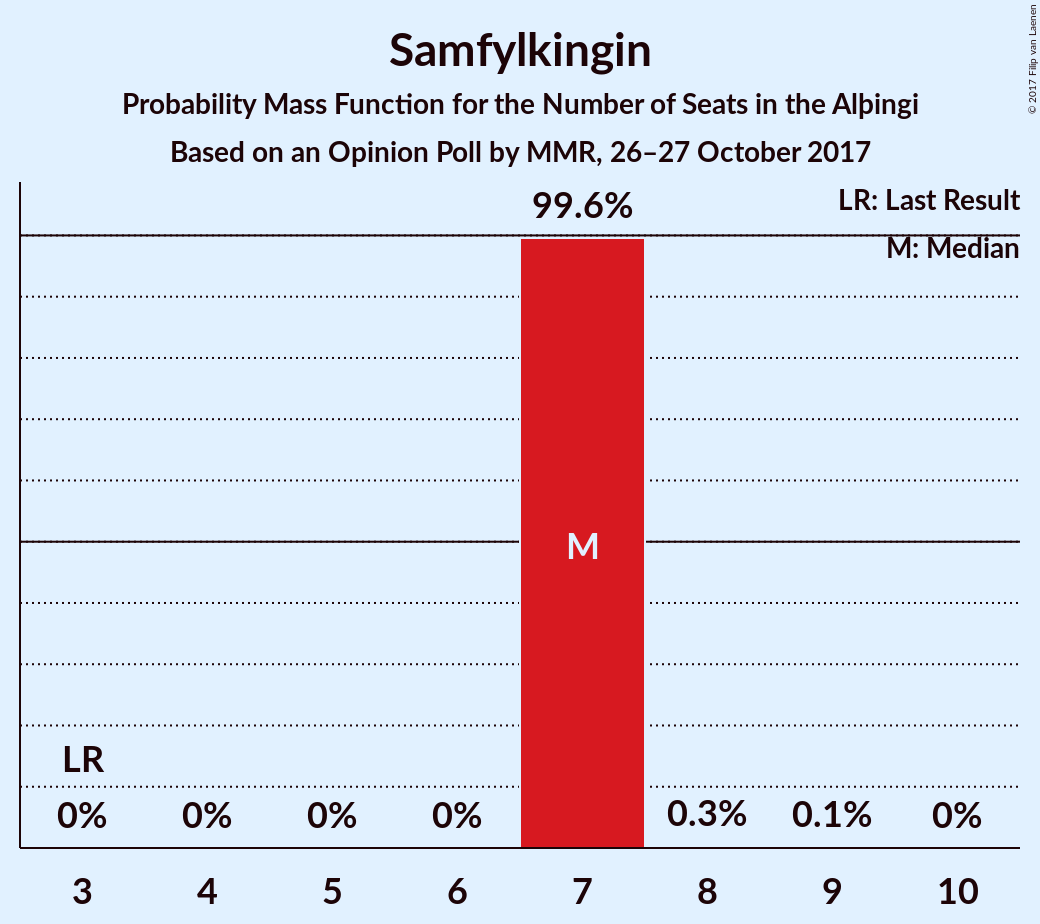 Samfylkingin
Probability Mass Function for the Number of Seats in the Alþingi
Based on an Opinion Poll by MMR, 26–27 October 2017
© 2017 Filip van Laenen
99.6%
LR: Last Result
M: Median
M
LR
0% 0% 0% 0% 0.3% 0.1% 0%
3 4 5 6 7 8 9 10